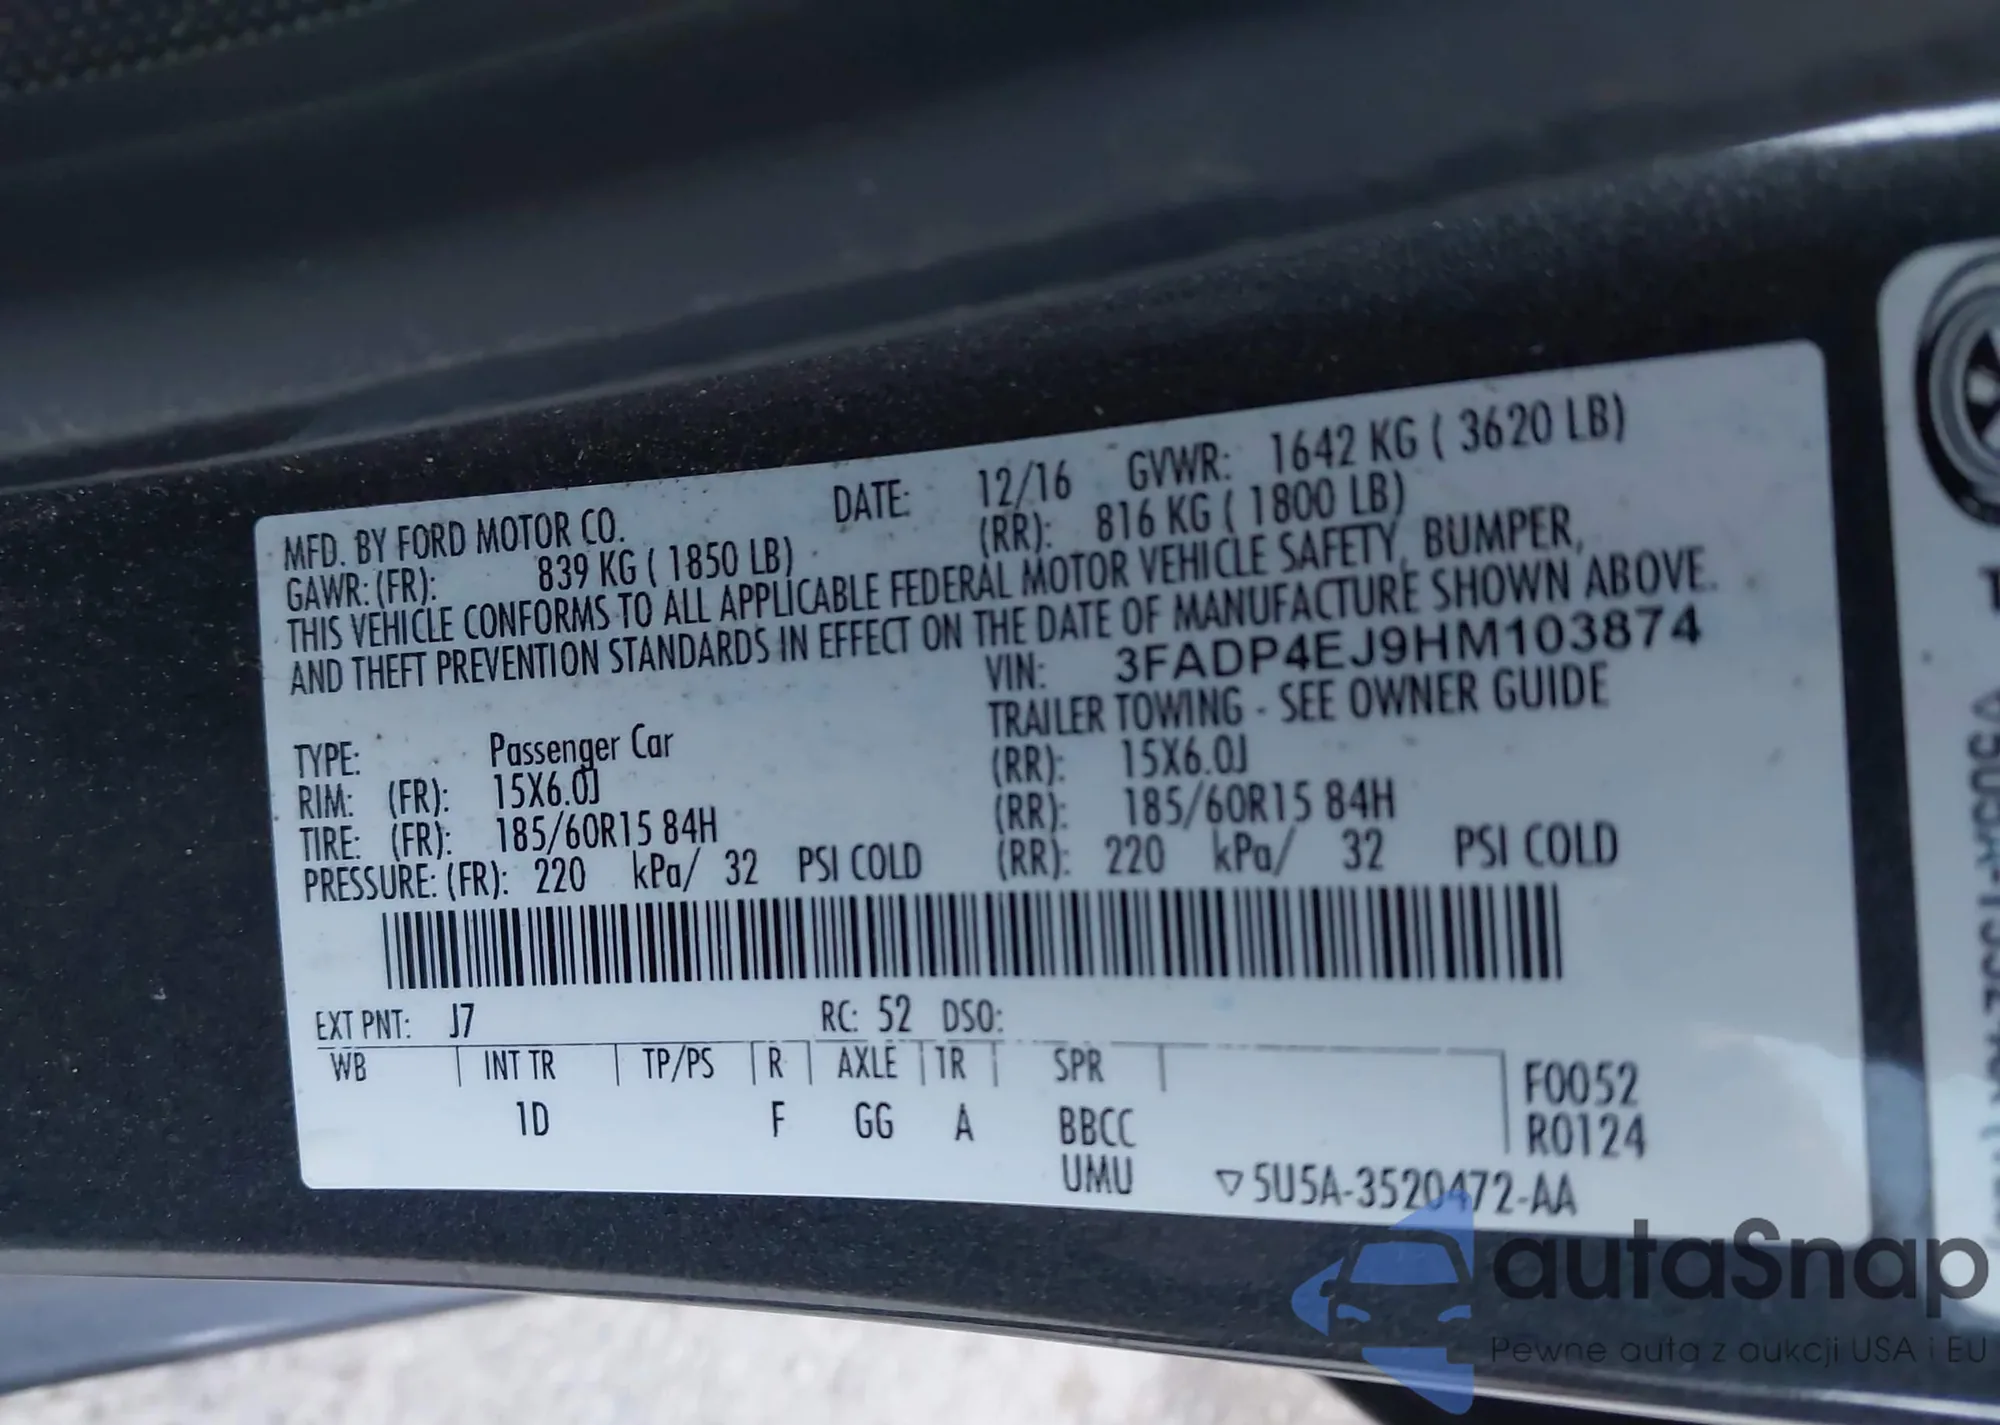 MFD. BY FORD MOTOR CO. DATE: 12/16 GVWR: 1642 KG ( 3620 LB)
GAWR: (FR): 839 KG ( 1850 LB) (RR): 816 KG ( 1800 LB)
THIS VEHICLE CONFORMS TO ALL APPLICABLE FEDERAL MOTOR VEHICLE SAFETY, BUMPER,
AND THEFT PREVENTION STANDARDS IN EFFECT ON THE DATE OF MANUFACTURE SHOWN ABOVE.
VIN: 3FADP4EJ9HM103874
TRAILER TOWING - SEE OWNER GUIDE
TYPE: Passenger Car
RIM: (FR): 15X6.0J (RR): 15X6.0J
TIRE: (FR): 185/60R15 84H (RR): 185/60R15 84H
PRESSURE: (FR): 220 kPa/ 32 PSI COLD (RR): 220 kPa/ 32 PSI COLD
EXT PNT: J7 RC: 52 DSO:
WB INT TR TP/PS R AXLE TR SPR
F0052
1D F GG A BBCC
R0124
UMU ▽5U5A-3520472-AA
autaSnap
Pewne auta z aukcji USA i EU